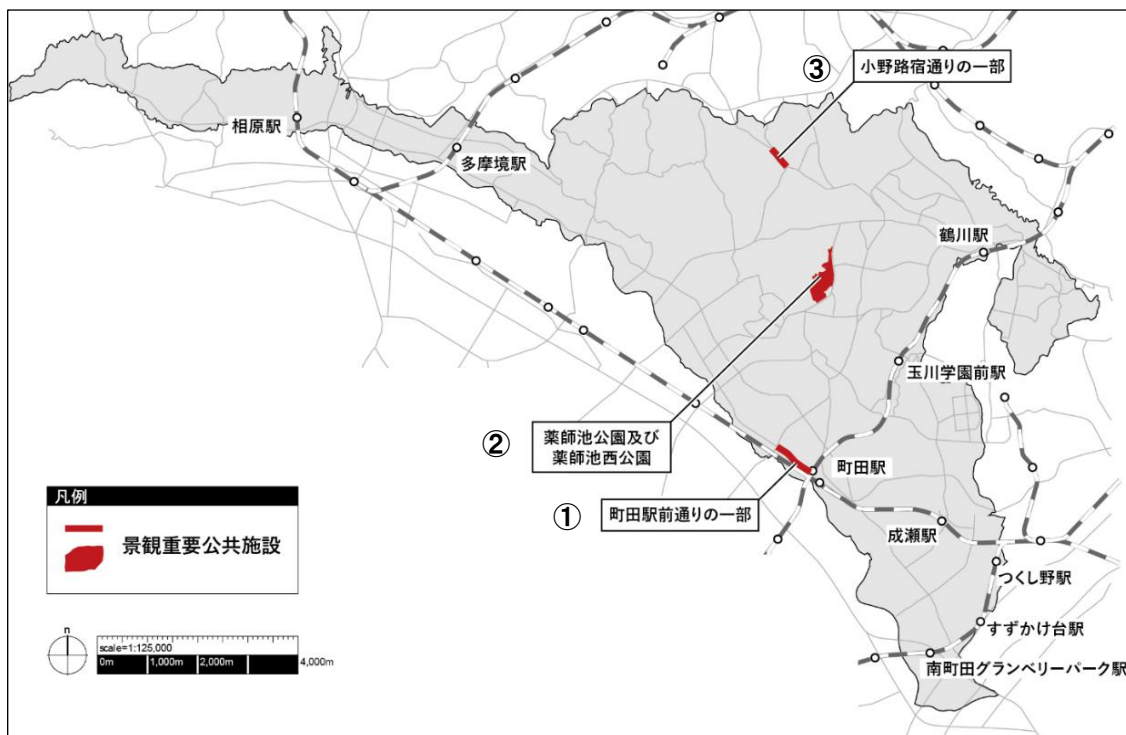 ③
小野路宿通りの一部
相原駅
多摩境駅
鶴川駅
玉川学園前駅
②
薬師池公園及び
薬師池西公園
町田駅
①
町田駅前通りの一部
成瀬駅
つくし野駅
すずかけ台駅
南町田グランベリーパーク駅
凡例
景観重要公共施設
n
scale=1:125,000
0m
1,000m
2,000m
4,000m